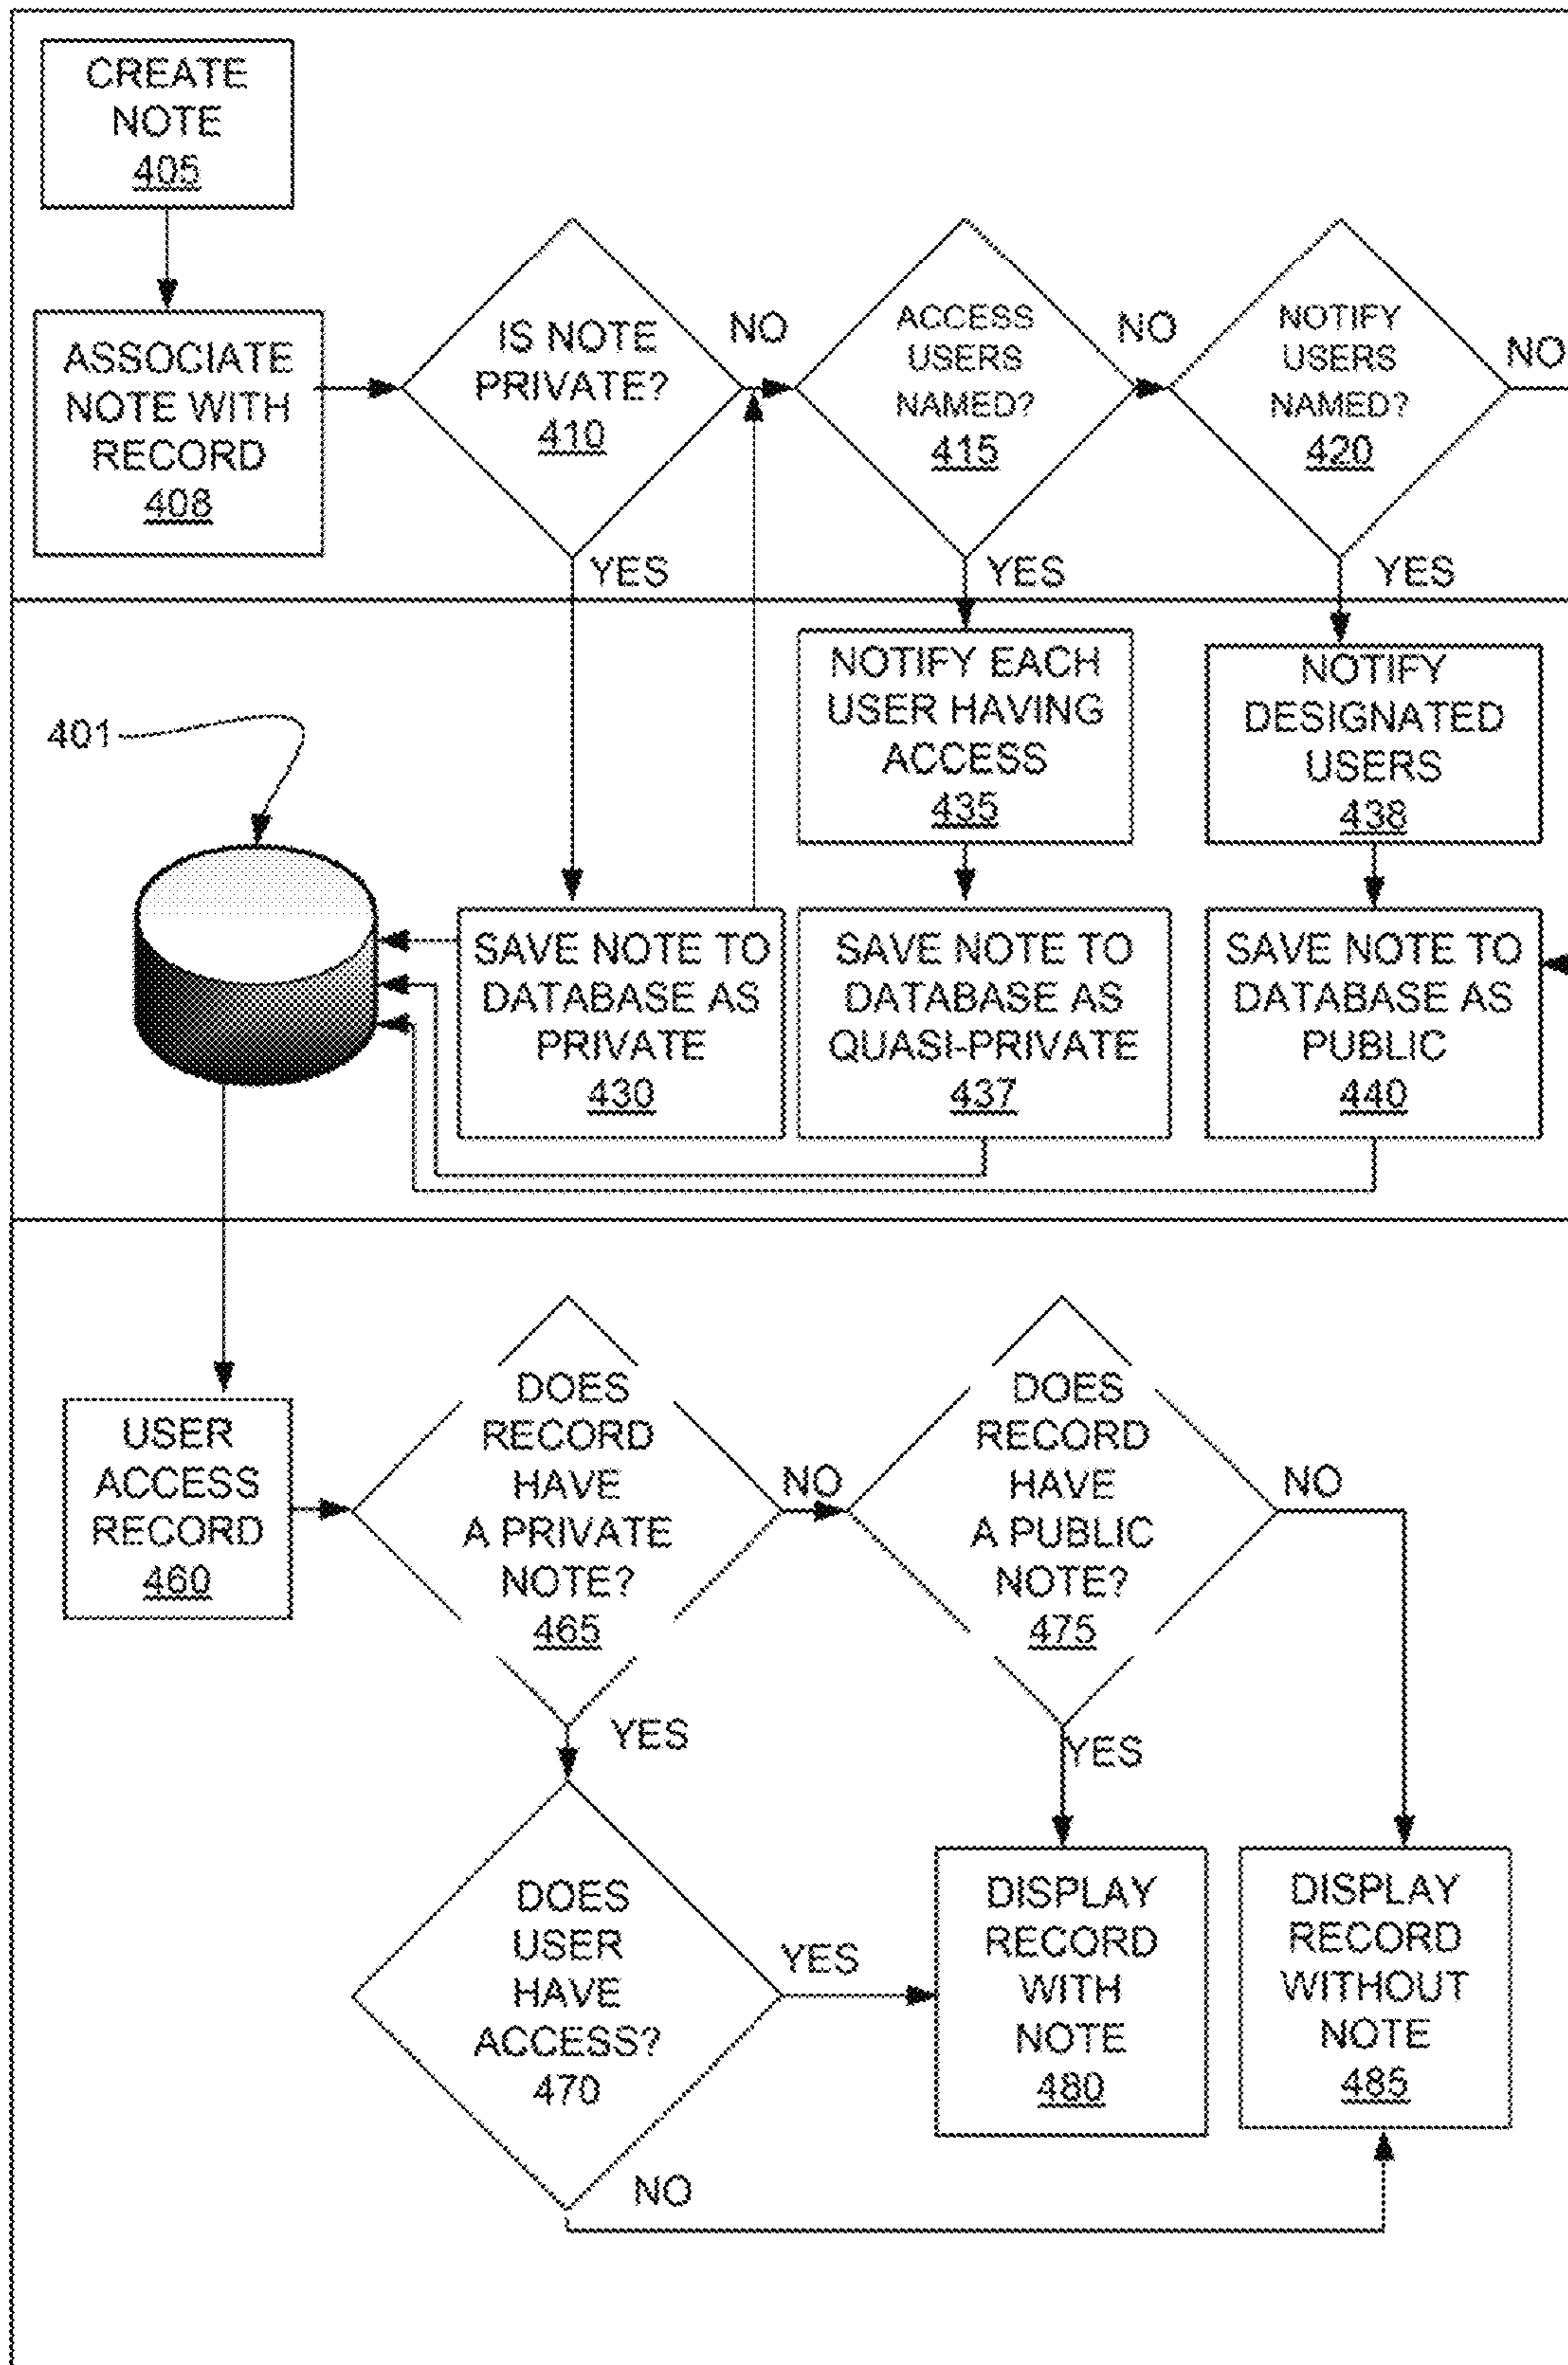 CREATE
NOTE
405
ASSOCIATE
NOTE WITH
RECORD
408
IS NOTE
PRIVATE?
410
NO
YES
ACCESS
USERS
NAMED?
415
NO
YES
NOTIFY
USERS
NAMED?
420
NO
YES
401
NOTIFY EACH
USER HAVING
ACCESS
435
NOTIFY
DESIGNATED
USERS
438
SAVE NOTE TO
DATABASE AS
PRIVATE
430
SAVE NOTE TO
DATABASE AS
QUASI-PRIVATE
437
SAVE NOTE TO
DATABASE AS
PUBLIC
440
USER
ACCESS
RECORD
460
DOES
RECORD
HAVE
A PRIVATE
NOTE?
465
NO
YES
DOES
RECORD
HAVE
A PUBLIC
NOTE?
475
NO
YES
DOES
USER
HAVE
ACCESS?
470
YES
NO
DISPLAY
RECORD
WITH
NOTE
480
DISPLAY
RECORD
WITHOUT
NOTE
485